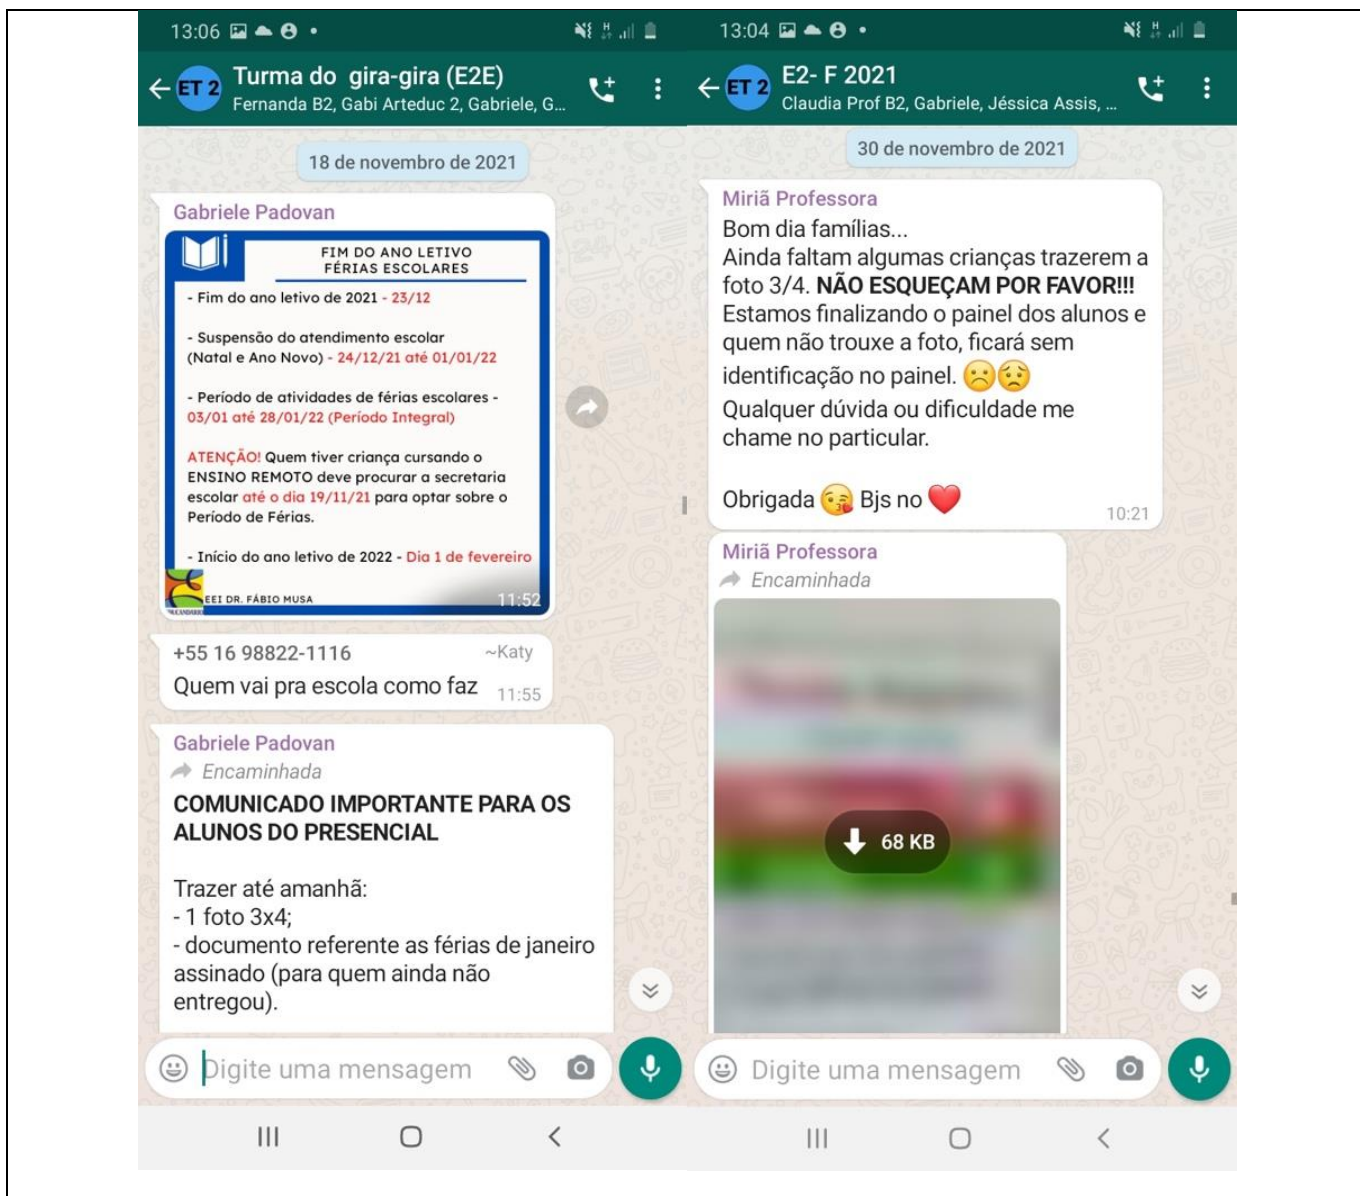 13:06
Turma do gira-gira (E2E)
Fernanda B2, Gabi Arteduc 2, Gabriele, G...
ET 2
18 de novembro de 2021
Gabriele Padovan
FIM DO ANO LETIVO
FÉRIAS ESCOLARES
- Fim do ano letivo de 2021 - 23/12
- Suspensão do atendimento escolar
(Natal e Ano Novo) - 24/12/21 até 01/01/22
- Período de atividades de férias escolares -
03/01 até 28/01/22 (Período Integral)
ATENÇÃO! Quem tiver criança cursando o
ENSINO REMOTO deve procurar a secretaria
escolar até o dia 19/11/21 para optar sobre o
Período de Férias.
- Início do ano letivo de 2022 - Dia 1 de fevereiro
EEI DR. FÁBIO MUSA
11:52
+55 16 98822-1116 ~Katy
Quem vai pra escola como faz 11:55
Gabriele Padovan
Encaminhada
COMUNICADO IMPORTANTE PARA OS
ALUNOS DO PRESENCIAL
Trazer até amanhã:
- 1 foto 3x4;
- documento referente as férias de janeiro
assinado (para quem ainda não
entregou).
Digite uma mensagem
13:04
E2- F 2021
Claudia Prof B2, Gabriele, Jéssica Assis, ...
ET 2
30 de novembro de 2021
Miriã Professora
Bom dia famílias...
Ainda faltam algumas crianças trazerem a
foto 3/4. NÃO ESQUEÇAM POR FAVOR!!!
Estamos finalizando o painel dos alunos e
quem não trouxe a foto, ficará sem
identificação no painel. ☹️😟
Qualquer dúvida ou dificuldade me
chame no particular.
Obrigada 😘 Bjs no ❤️
10:21
Miriã Professora
Encaminhada
68 KB
Digite uma mensagem